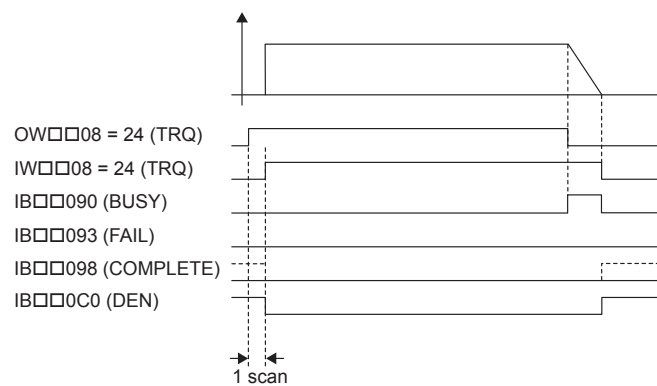 OW□□08 = 24 (TRQ)
IW□□08 = 24 (TRQ)
IB□□090 (BUSY)
IB□□093 (FAIL)
IB□□098 (COMPLETE)
IB□□0C0 (DEN)
1 scan